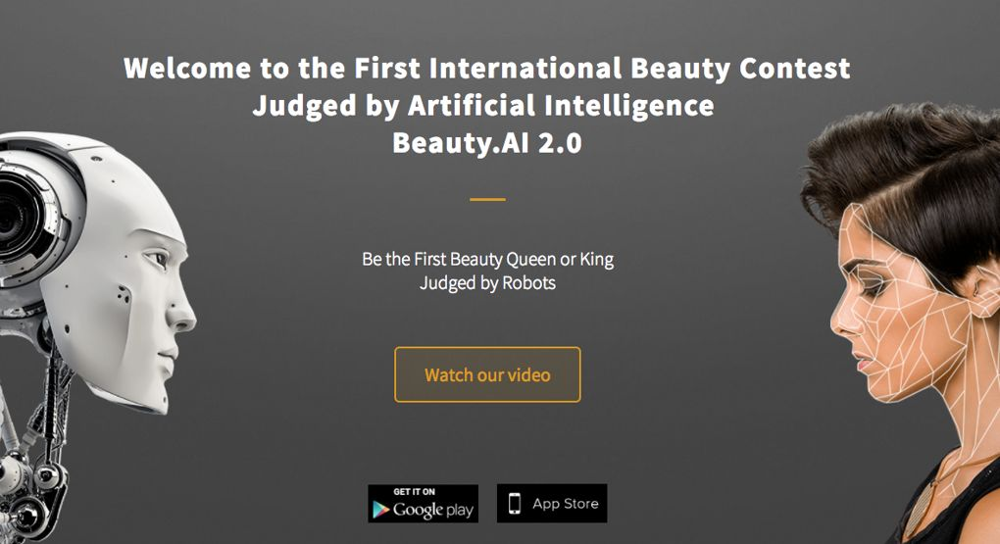 Welcome to the First International Beauty Contest
Judged by Artificial Intelligence
Beauty.AI 2.0
Be the First Beauty Queen or King
Judged by Robots
Watch our video
GET IT ON
Google play
App Store